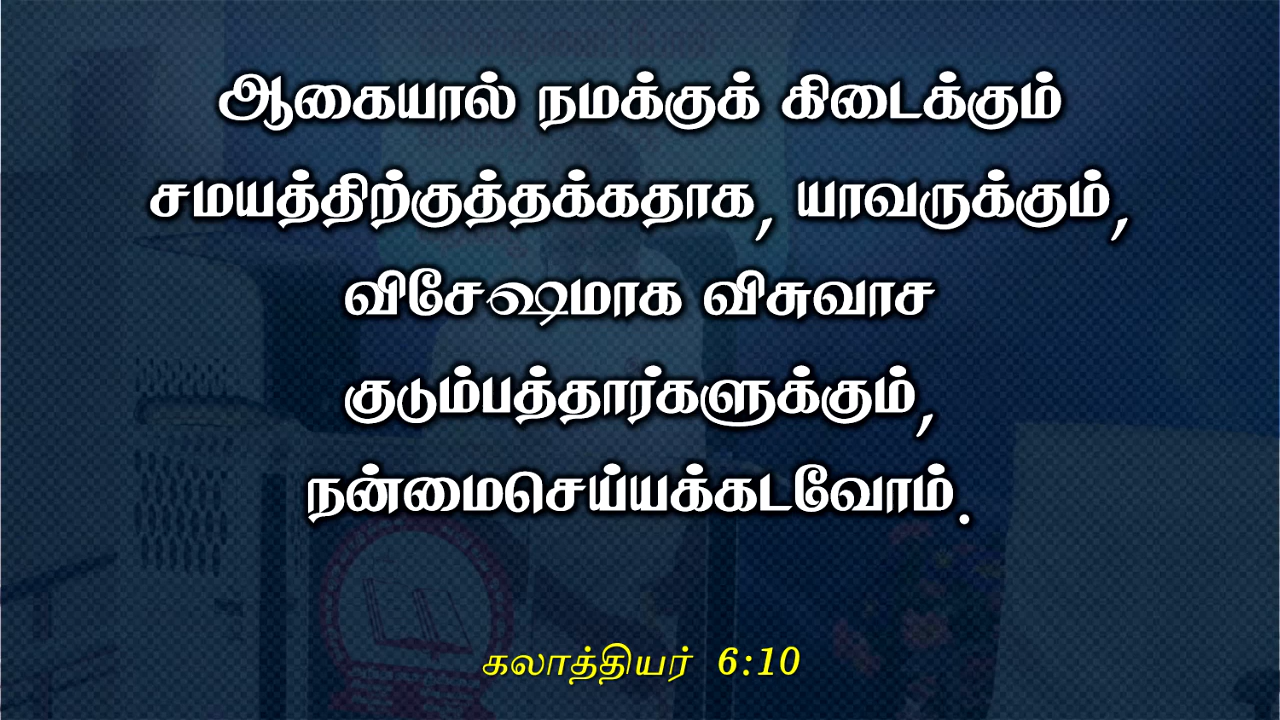 ஆகையால் நமக்குக் கிடைக்கும்
சமயத்திற்குத்தக்கதாக, யாவருக்கும்,
விசேஷமாக விசுவாச
குடும்பத்தார்களுக்கும்,
நன்மைசெய்யக்கடவோம்.
கலாத்தியர் 6:10